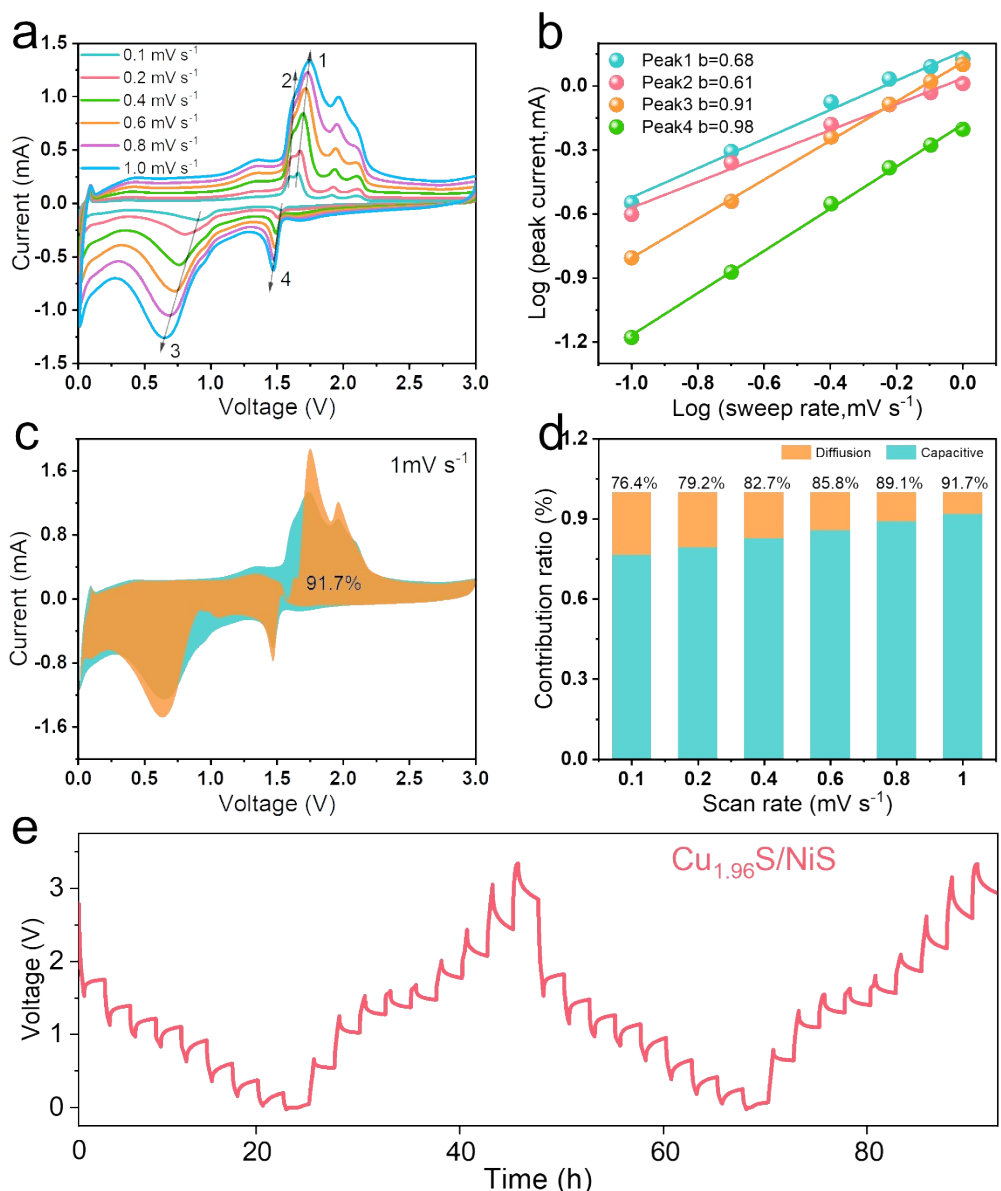 a
1.5
1.0
0.5
0.0
-0.5
-1.0
-1.5
Current (mA)
0.1 mV s⁻¹
0.2 mV s⁻¹
0.4 mV s⁻¹
0.6 mV s⁻¹
0.8 mV s⁻¹
1.0 mV s⁻¹
1
2
3
4
0.0 0.5 1.0 1.5 2.0 2.5 3.0
Voltage (V)
b
0.0
-0.3
-0.6
-0.9
-1.2
Log (peak current,mA)
Peak1 b=0.68
Peak2 b=0.61
Peak3 b=0.91
Peak4 b=0.98
-1.0 -0.8 -0.6 -0.4 -0.2 0.0
Log (sweep rate,mV s⁻¹)
c
1.6
0.8
0.0
-0.8
-1.6
Current (mA)
1mV s⁻¹
91.7%
0.0 0.5 1.0 1.5 2.0 2.5 3.0
Voltage (V)
d
1.2
0.9
0.6
0.3
0.0
Contribution ratio (%)
Diffusion Capacitive
76.4% 79.2% 82.7% 85.8% 89.1% 91.7%
0.1 0.2 0.4 0.6 0.8 1
Scan rate (mV s⁻¹)
e
3
2
1
0
Voltage (V)
Cu₁.₉₆S/NiS
0 20 40 60 80
Time (h)